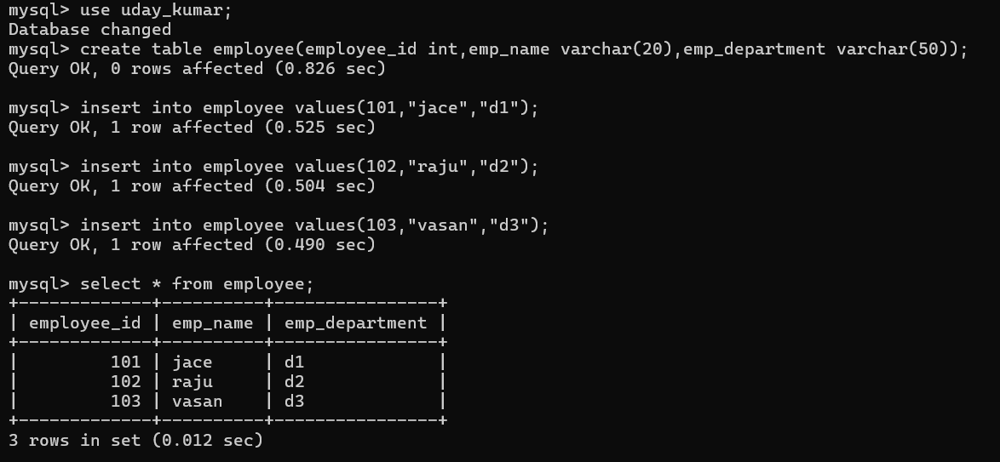 mysql> use uday_kumar;
Database changed
mysql> create table employee(employee_id int,emp_name varchar(20),emp_department varchar(50));
Query OK, 0 rows affected (0.826 sec)

mysql> insert into employee values(101,"jace","d1");
Query OK, 1 row affected (0.525 sec)

mysql> insert into employee values(102,"raju","d2");
Query OK, 1 row affected (0.504 sec)

mysql> insert into employee values(103,"vasan","d3");
Query OK, 1 row affected (0.490 sec)

mysql> select * from employee;
+-------------+----------+----------------+
| employee_id | emp_name | emp_department |
+-------------+----------+----------------+
|         101 | jace     | d1             |
|         102 | raju     | d2             |
|         103 | vasan    | d3             |
+-------------+----------+----------------+
3 rows in set (0.012 sec)